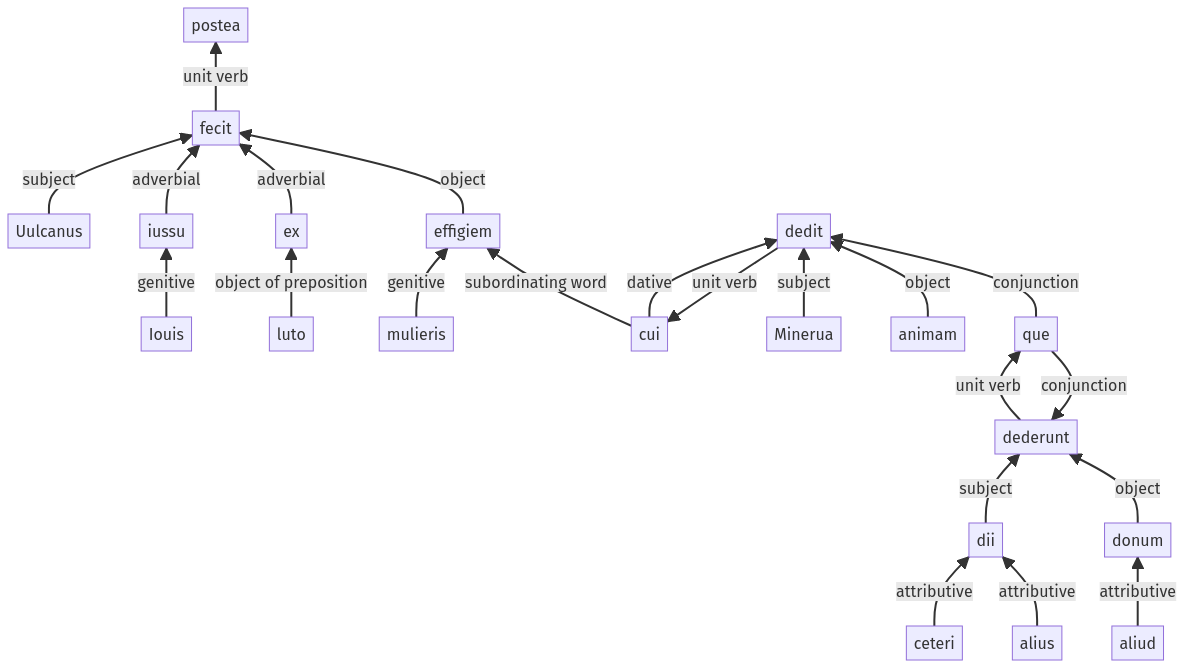 postea
unit verb
fecit
subject adverbial adverbial object
Uulcanus iussu ex effigiem dedit
genitive object of preposition genitive subordinating word dative unit verb subject object conjunction
Iouis luto mulieris cui Minerua animam que
unit verb conjunction
dederunt
subject object
dii donum
attributive attributive attributive
ceteri alius aliud